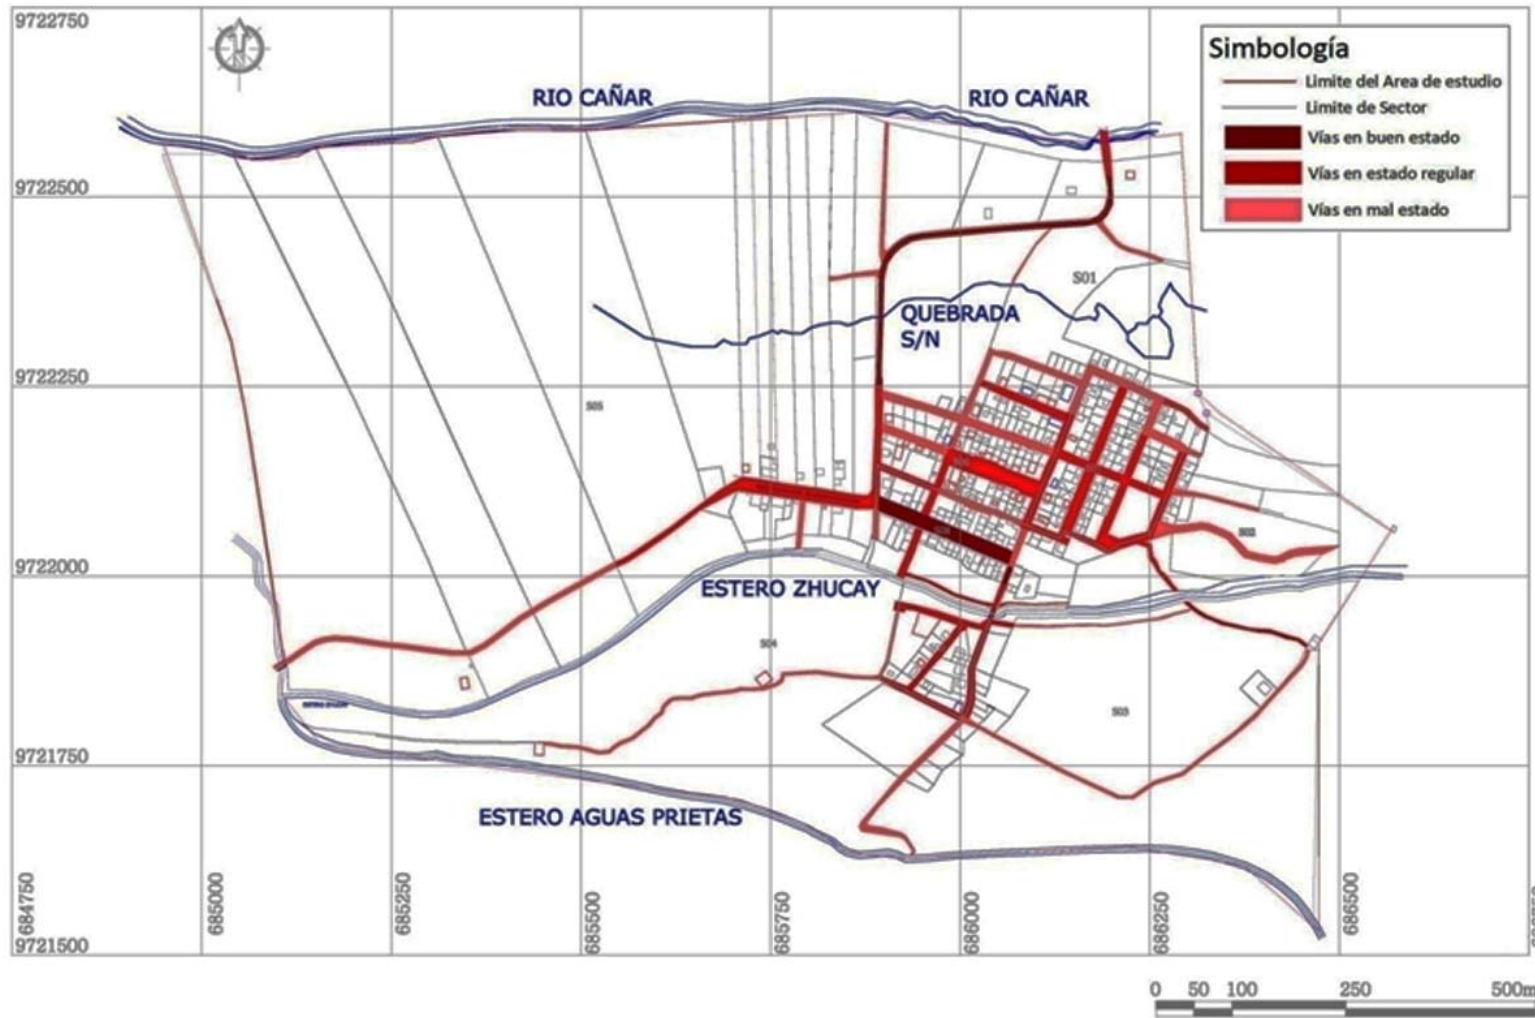 9722750
Simbología
Limite del Area de estudio
Limite de Sector
Vías en buen estado
Vías en estado regular
Vías en mal estado
RIO CAÑAR
RIO CAÑAR
9722500
S01
QUEBRADA
S/N
9722250
S05
S02
9722000
ESTERO ZHUCAY
S04
S03
9721750
ESTERO AGUAS PRIETAS
684750
685000
685250
685500
685750
686000
686250
686500
9721500
0 50 100 250 500m